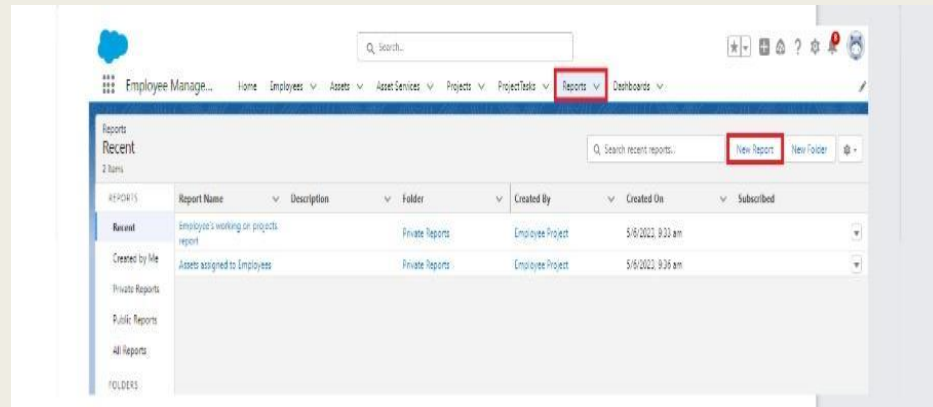 Search...
Employee Manage... Home Employees Assets Asset Services Projects ProjectTasks Reports Dashboards
Reports
Recent
2 items
Search recent reports...
New Report New Folder
REPORTS Report Name Description Folder Created By Created On Subscribed
Recent Employee's working on projects report Private Reports Employee Project 5/6/2023, 9:33 am
Created by Me Assets assigned to Employees Private Reports Employee Project 5/6/2023, 9:36 am
Private Reports
Public Reports
All Reports
FOLDERS